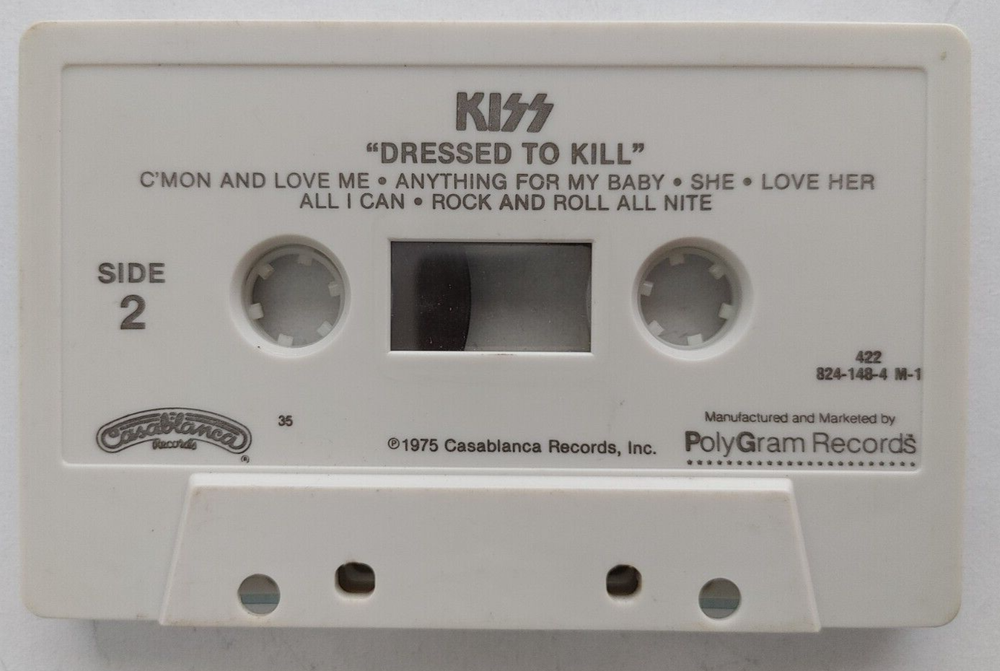 KISS
“DRESSED TO KILL”
C'MON AND LOVE ME • ANYTHING FOR MY BABY • SHE • LOVE HER
ALL I CAN • ROCK AND ROLL ALL NITE
SIDE
2
422
824-148-4 M-1
Casablanca
Records
®
35
℗1975 Casablanca Records, Inc.
Manufactured and Marketed by
PolyGram Records